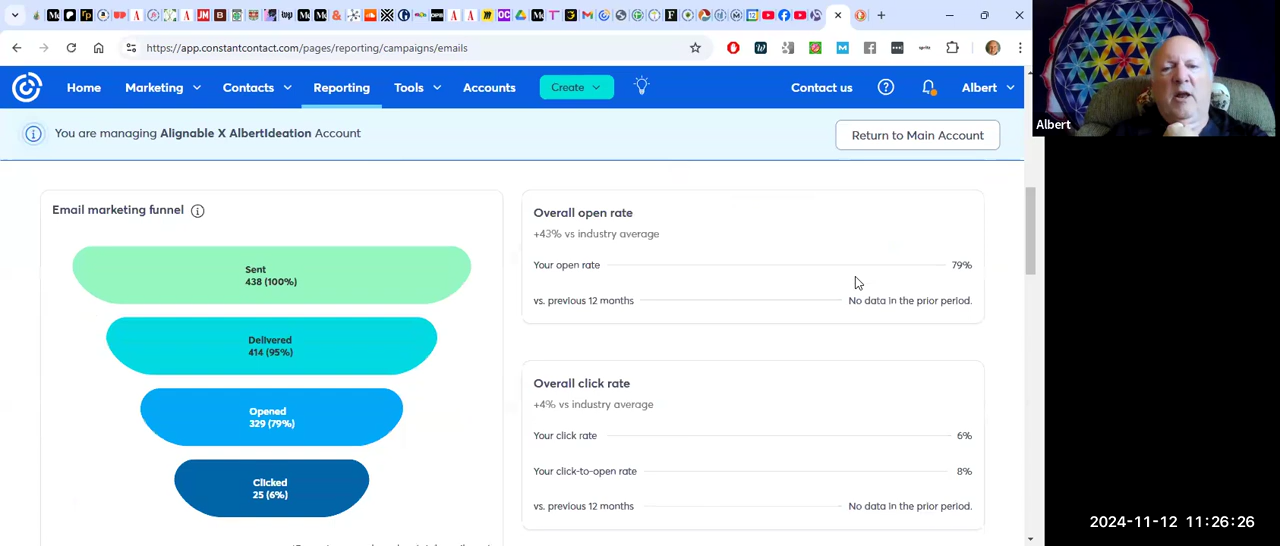 https://app.constantcontact.com/pages/reporting/campaigns/emails
Home
Marketing
Contacts
Reporting
Tools
Accounts
Create
Contact us
Albert
You are managing Alignable X AlbertIdeation Account
Return to Main Account
Albert
Email marketing funnel
Sent
438 (100%)
Delivered
414 (95%)
Opened
329 (79%)
Clicked
25 (6%)
Overall open rate
+43% vs industry average
Your open rate 79%
vs. previous 12 months No data in the prior period.
Overall click rate
+4% vs industry average
Your click rate 6%
Your click-to-open rate 8%
vs. previous 12 months No data in the prior period.
2024-11-12 11:26:26